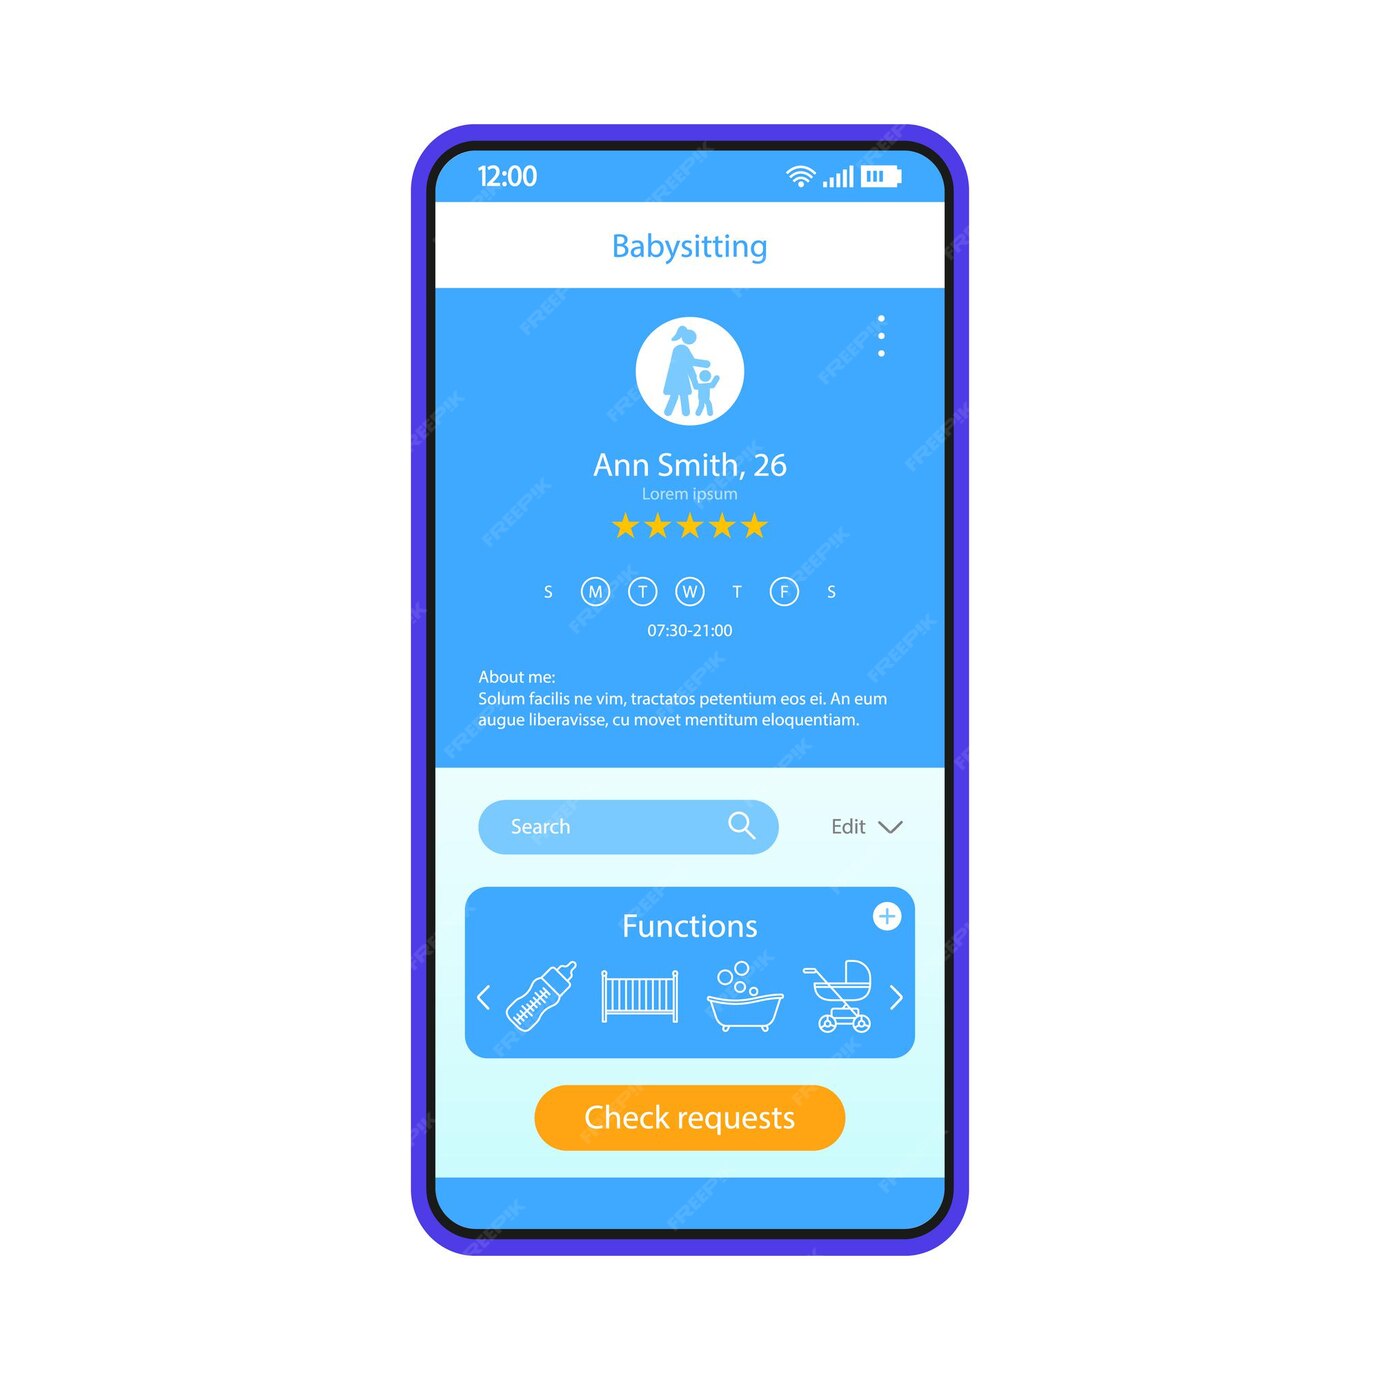 12:00
Babysitting
Ann Smith, 26
Lorem ipsum
S M T W T F S
07:30-21:00
About me:
Solum facilis ne vim, tractatos petentium eos ei. An eum
augue liberavisse, cu movet mentitum eloquentiam.
Search
Edit
Functions
Check requests
FREEPIK